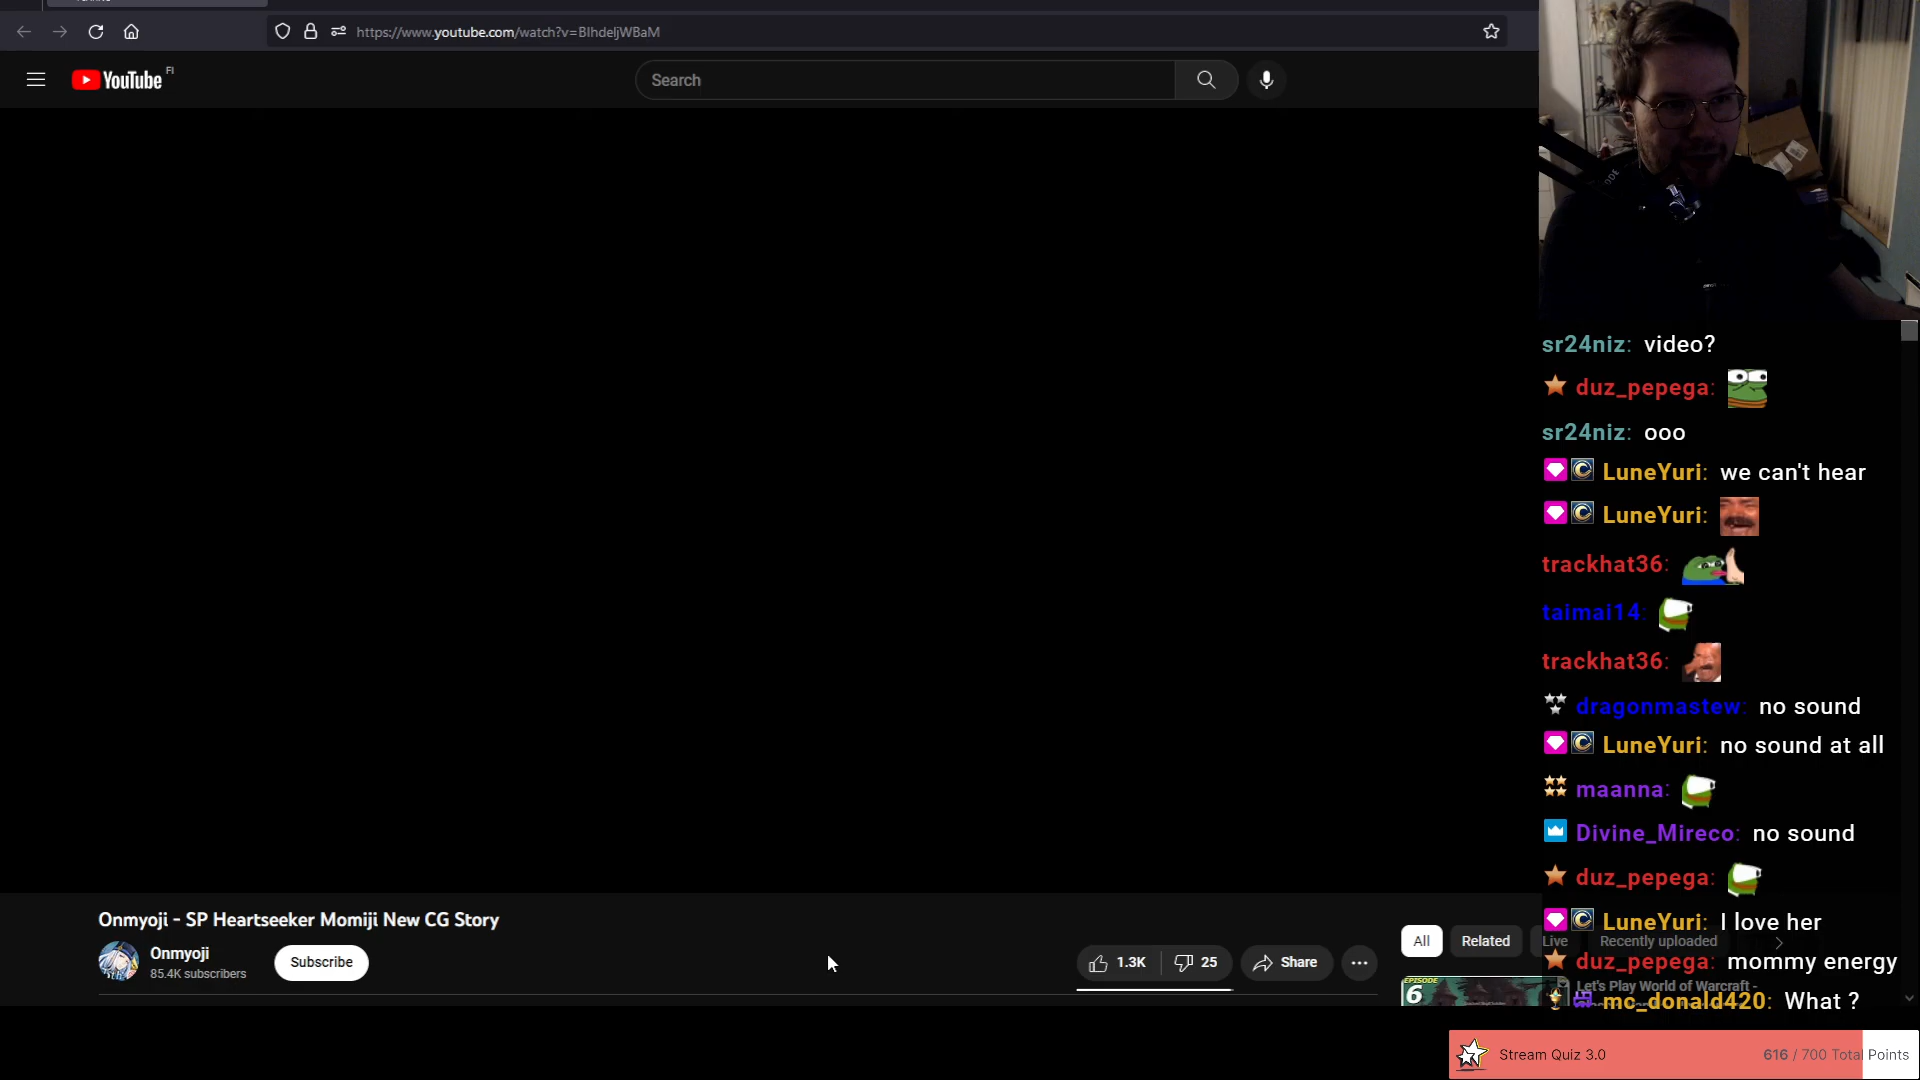 https://www.youtube.com/watch?v=BlhdeljWBaM
YouTube FI
Search
sr24niz: video?
duz_pepega:
sr24niz: ooo
LuneYuri: we can't hear
LuneYuri:
trackhat36:
taimai14:
trackhat36:
dragonmastew: no sound
LuneYuri: no sound at all
maanna:
Divine_Mireco: no sound
duz_pepega:
LuneYuri: I love her
duz_pepega: mommy energy
mc_donald420: What ?
Onmyoji - SP Heartseeker Momiji New CG Story
Onmyoji
85.4K subscribers
Subscribe
1.3K
25
Share
All
Related
Live
Recently uploaded
EPISODE
6
Let's Play World of Warcraft -
Stream Quiz 3.0
616 / 700 Total Points